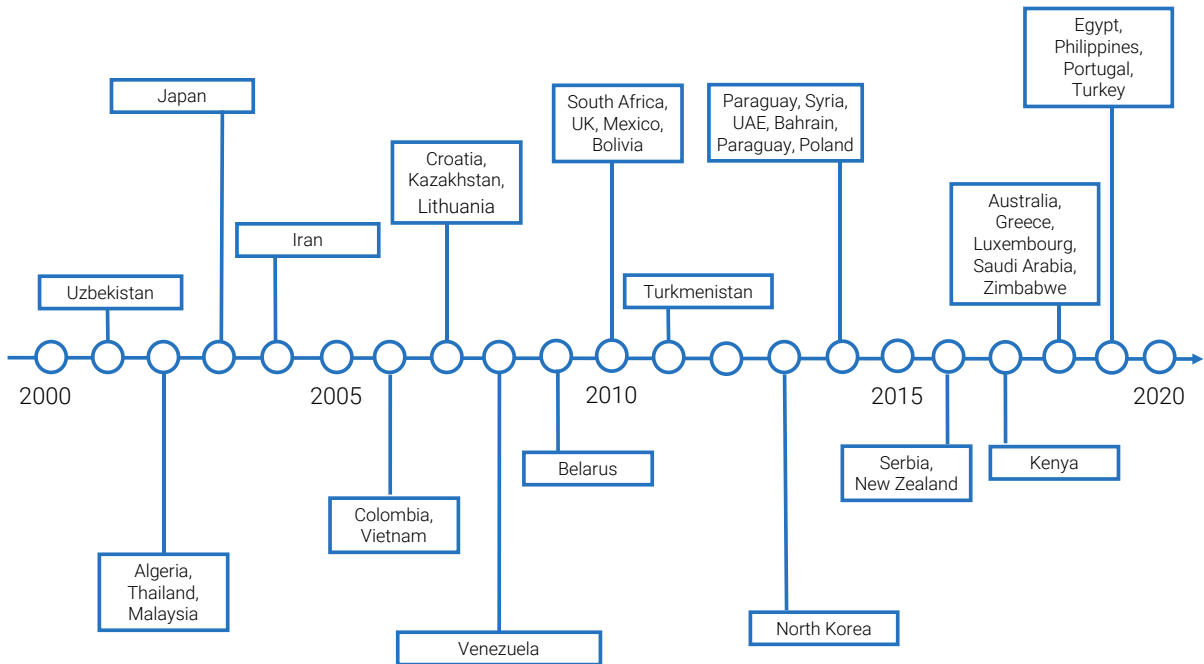 Egypt,
Philippines,
Portugal,
Turkey
Japan
South Africa,
UK, Mexico,
Bolivia
Paraguay, Syria,
UAE, Bahrain,
Paraguay, Poland
Croatia,
Kazakhstan,
Lithuania
Australia,
Greece,
Luxembourg,
Saudi Arabia,
Zimbabwe
Iran
Uzbekistan
Turkmenistan
2000
2005
2010
2015
2020
Belarus
Serbia,
New Zealand
Kenya
Colombia,
Vietnam
Algeria,
Thailand,
Malaysia
North Korea
Venezuela